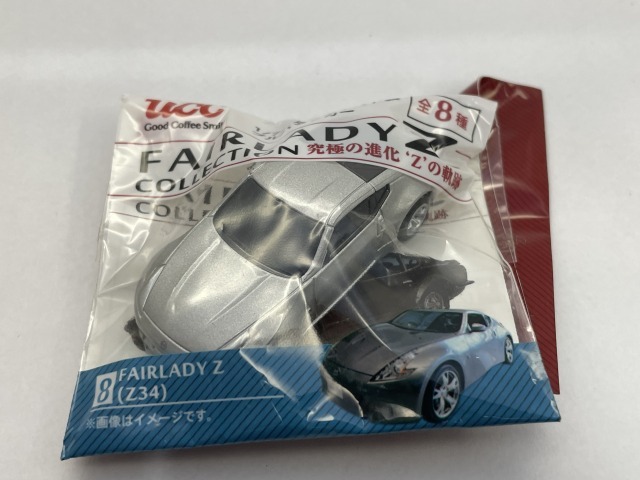 UCC
Good Coffee Smil
全8種
FAIRLADY Z
COLLECTION 究極の進化 'Z'の軌跡
8 FAIRLADY Z
(Z34)
※画像はイメージです。